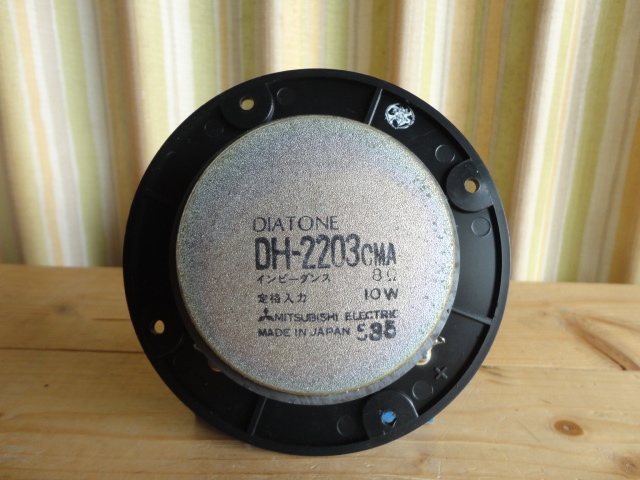 DIATONE
DH-2203CMA
インピーダンス 8Ω
定格入力 10W
MITSUBISHI ELECTRIC
MADE IN JAPAN S35
+